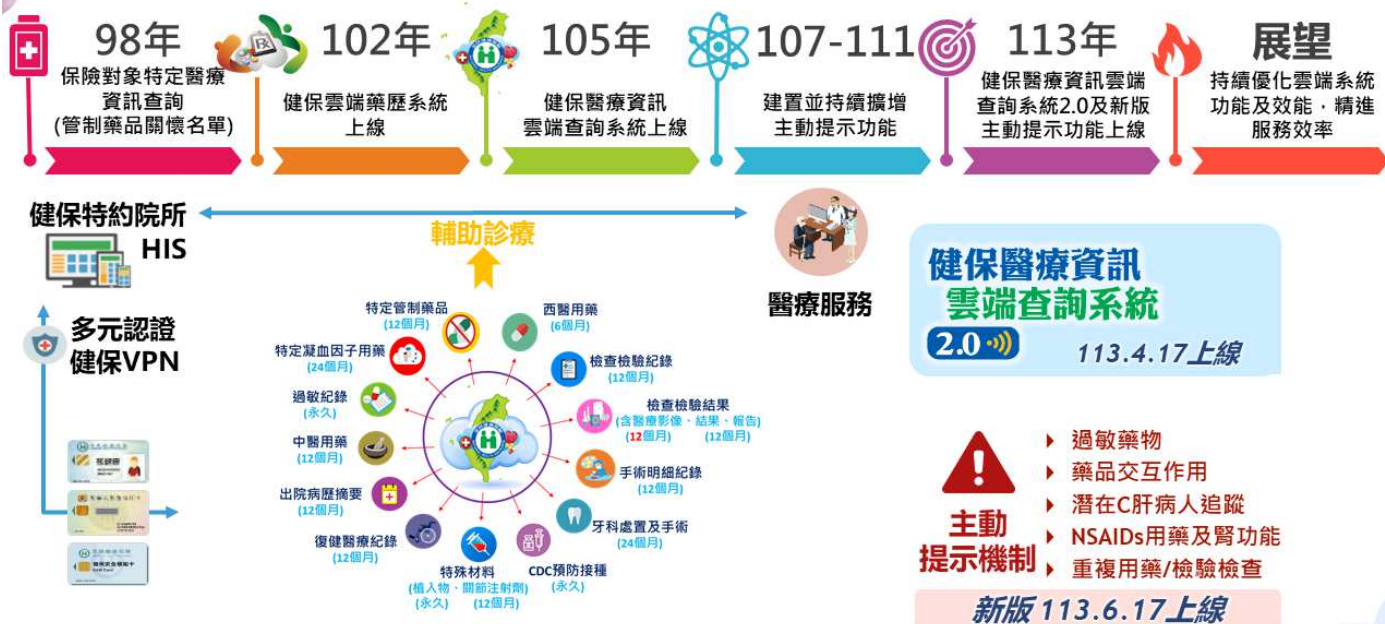 98年
保險對象特定醫療
資訊查詢
(管制藥品關懷名單)
102年
健保雲端藥歷系統
上線
105年
健保醫療資訊
雲端查詢系統上線
107-111
建置並持續擴增
主動提示功能
113年
健保醫療資訊雲端
查詢系統2.0及新版
主動提示功能上線
展望
持續優化雲端系統
功能及效能，精進
服務效率
健保特約院所
HIS
多元認證
健保VPN
輔助診療
醫療服務
特定管制藥品
(12個月)
西醫用藥
(6個月)
特定凝血因子用藥
(24個月)
檢查檢驗紀錄
(12個月)
過敏紀錄
(永久)
檢查檢驗結果
(含醫療影像、結果、報告)
(12個月) (12個月)
中醫用藥
(12個月)
手術明細紀錄
(12個月)
出院病歷摘要
(12個月)
牙科處置及手術
(24個月)
復健醫療紀錄
(12個月)
特殊材料
(植入物、關節注射劑)
(永久) (12個月)
CDC預防接種
(永久)
健保醫療資訊
雲端查詢系統
2.0
113.4.17上線
主動
提示機制
過敏藥物
藥品交互作用
潛在C肝病人追蹤
NSAIDs用藥及腎功能
重複用藥/檢驗檢查
新版 113.6.17上線